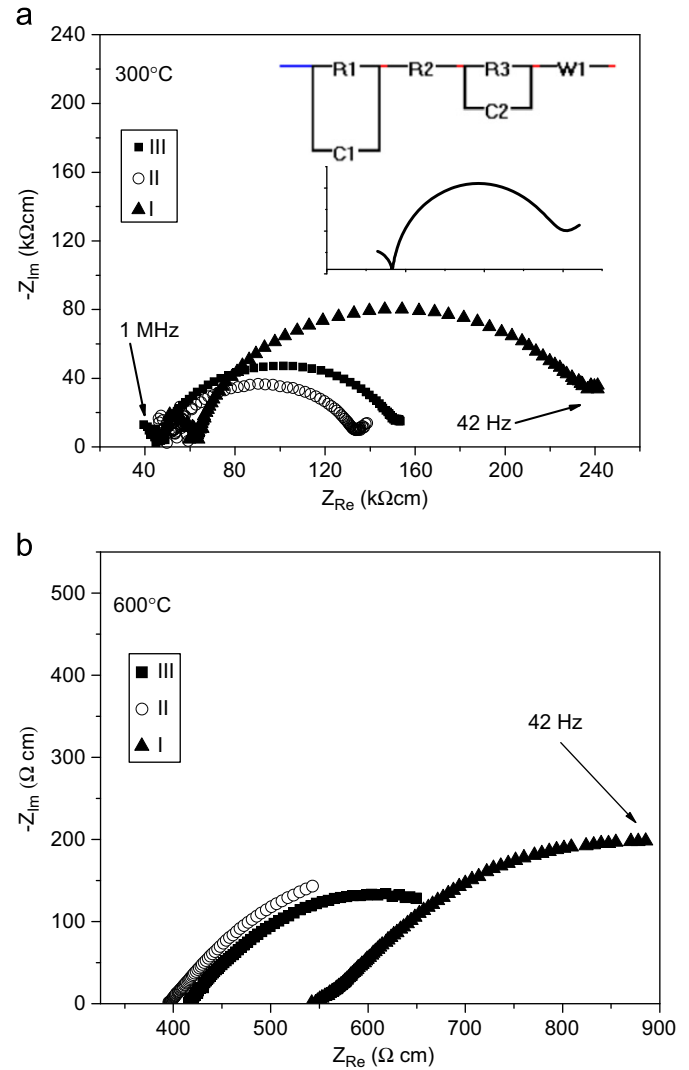 a
240
200
160
120
80
40
0
-Z_Im (kΩcm)
300°C
III
II
I
R1 R2 R3 W1
C2
C1
1 MHz
42 Hz
40 80 120 160 200 240
Z_Re (kΩcm)
b
500
400
300
200
100
0
-Z_Im (Ω cm)
600°C
III
II
I
42 Hz
400 500 600 700 800 900
Z_Re (Ω cm)